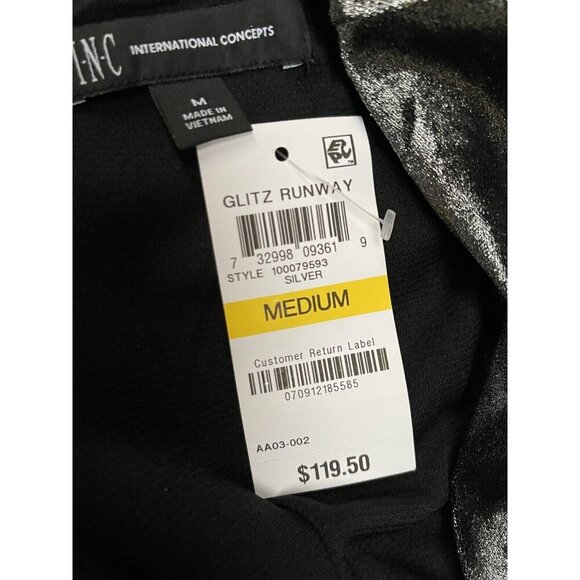 I·N·C INTERNATIONAL CONCEPTS
M
MADE IN
VIETNAM
EPC
GLITZ RUNWAY
7 32998 09361 9
STYLE 100079593
SILVER
MEDIUM
Customer Return Label
070912185585
AA03-002
$119.50